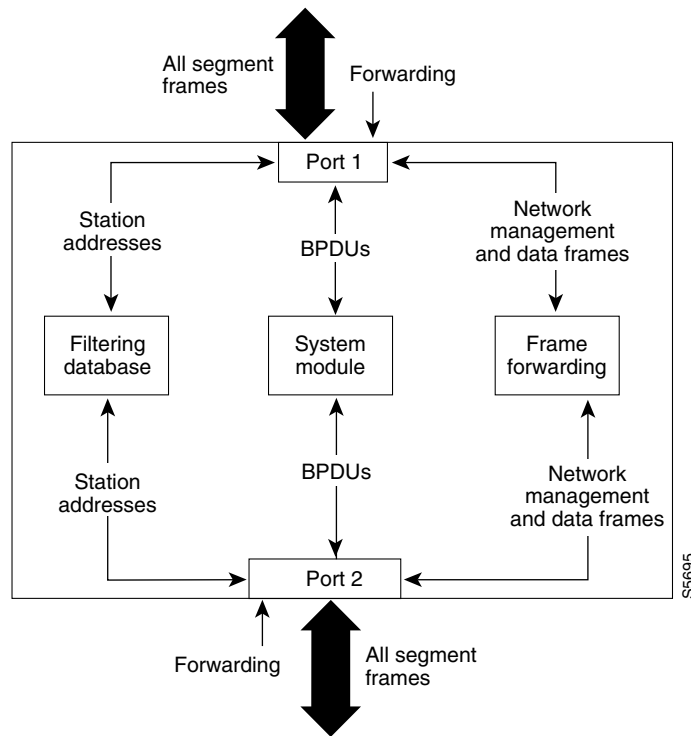 All segment
frames
Forwarding
Port 1
Station
addresses
BPDUs
Network
management
and data frames
Filtering
database
System
module
Frame
forwarding
Station
addresses
BPDUs
Network
management
and data frames
Port 2
S5695
Forwarding
All segment
frames